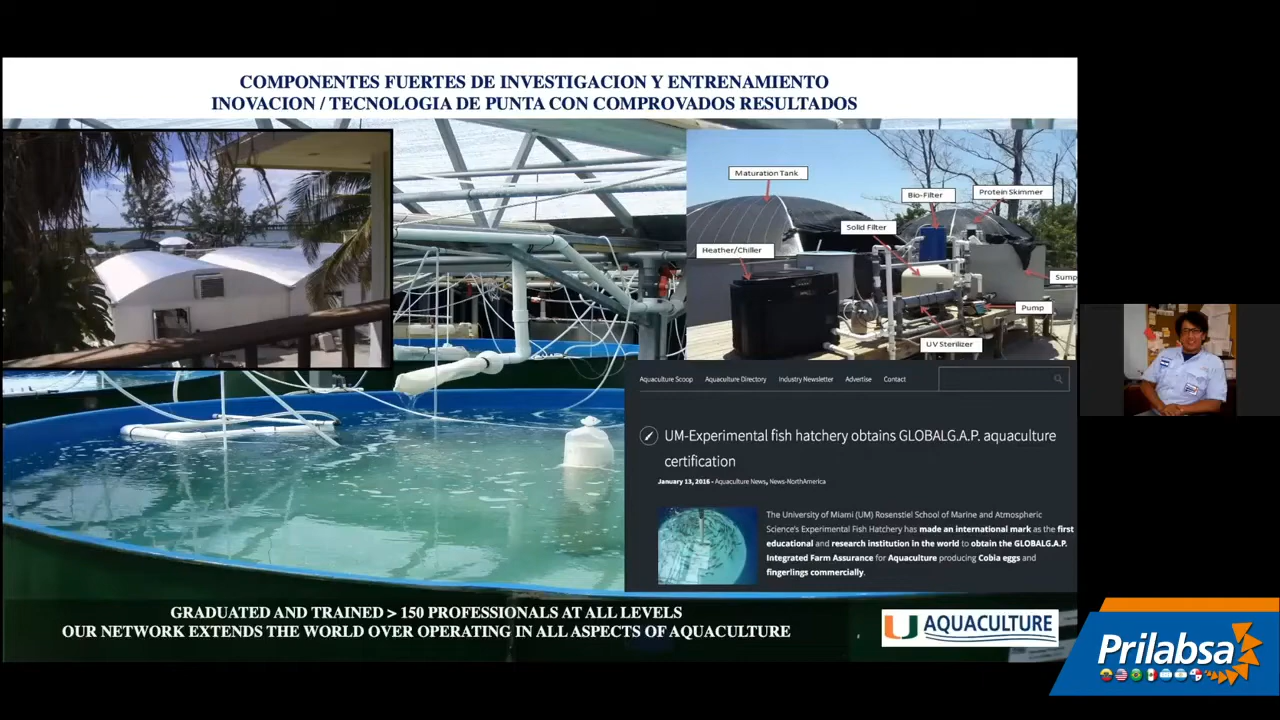 COMPONENTES FUERTES DE INVESTIGACION Y ENTRENAMIENTO
INOVACION / TECNOLOGIA DE PUNTA CON COMPROVADOS RESULTADOS
Maturation Tank
Bio-Filter
Protein Skimmer
Solid Filter
Heather/Chiller
Sump
Pump
UV Sterilizer
Aquaculture Scoop Aquaculture Directory Industry Newsletter Advertise Contact
UM-Experimental fish hatchery obtains GLOBALG.A.P. aquaculture
certification
January 13, 2016 - Aquaculture News, News-NorthAmerica
The University of Miami (UM) Rosenstiel School of Marine and Atmospheric
Science's Experimental Fish Hatchery has made an international mark as the first
educational and research institution in the world to obtain the GLOBALG.A.P.
Integrated Farm Assurance for Aquaculture producing Cobia eggs and
fingerlings commercially.
GRADUATED AND TRAINED > 150 PROFESSIONALS AT ALL LEVELS
OUR NETWORK EXTENDS THE WORLD OVER OPERATING IN ALL ASPECTS OF AQUACULTURE
U AQUACULTURE
Prilabsa